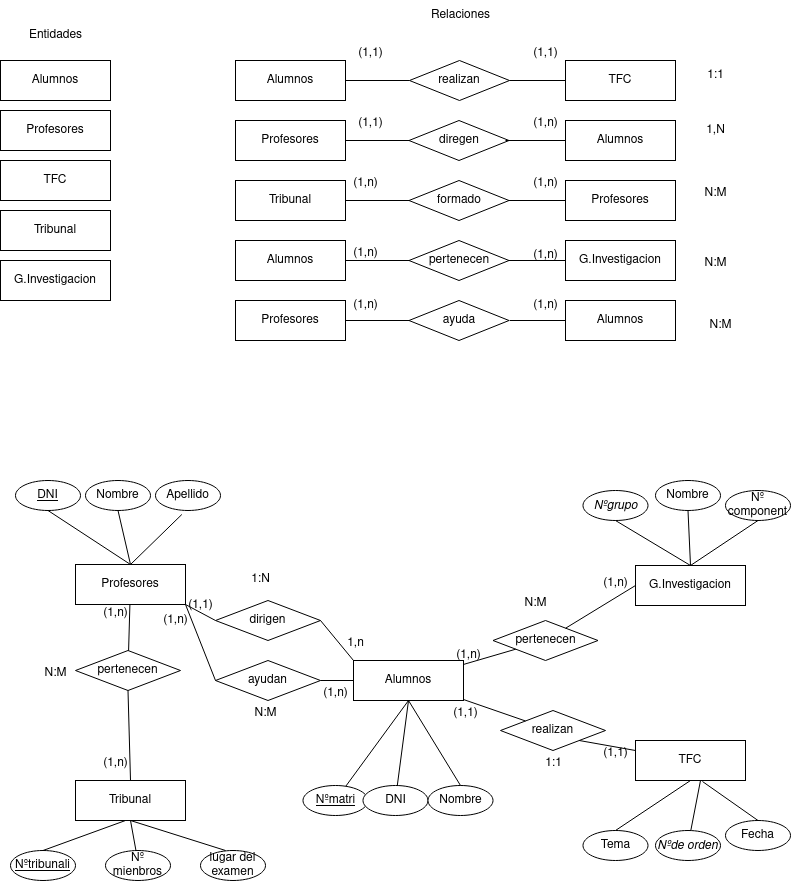 Relaciones
Entidades
Alumnos
Profesores
TFC
Tribunal
G.Investigacion
(1,1)
(1,1)
Alumnos
realizan
TFC
1:1
(1,1)
(1,n)
Profesores
diregen
Alumnos
1,N
(1,n)
(1,n)
Tribunal
formado
Profesores
N:M
(1,n)
(1,n)
Alumnos
pertenecen
G.Investigacion
N:M
(1,n)
(1,n)
Profesores
ayuda
Alumnos
N:M
DNI
Nombre
Apellido
Nºgrupo
Nombre
Nº
component
Profesores
1:N
G.Investigacion
(1,n)
(1,1)
(1,n)
(1,n)
N:M
dirigen
1,n
pertenecen
(1,n)
N:M
pertenecen
ayudan
Alumnos
(1,n)
N:M
(1,1)
realizan
1:1
(1,1)
TFC
(1,n)
Tribunal
Nºmatri
DNI
Nombre
Tema
Nºde orden
Fecha
Nºtribunali
Nº
mienbros
lugar del
examen